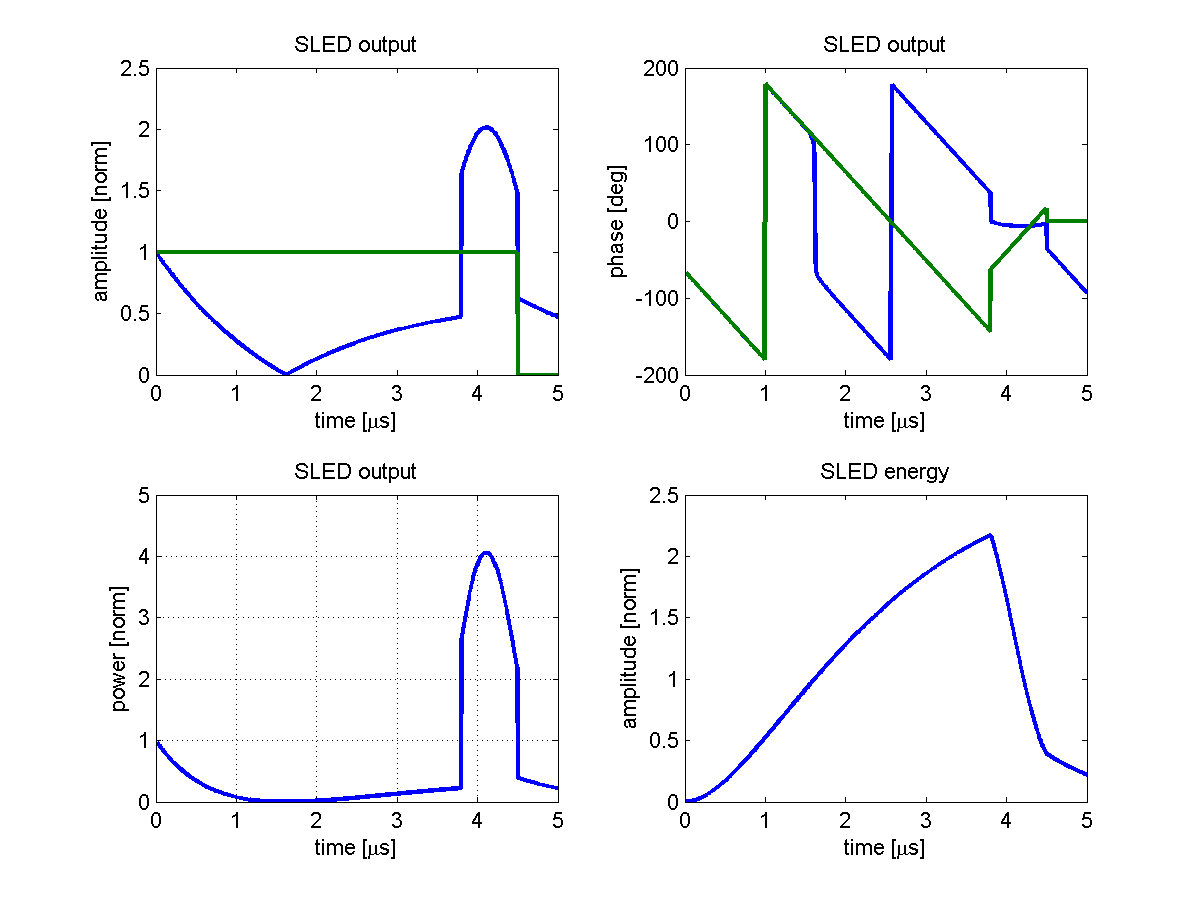 SLED output
2.5
2
1.5
1
0.5
0
amplitude [norm]
0 1 2 3 4 5
time [μs]
SLED output
200
100
0
-100
-200
phase [deg]
0 1 2 3 4 5
time [μs]
SLED output
5
4
3
2
1
0
power [norm]
0 1 2 3 4 5
time [μs]
SLED energy
2.5
2
1.5
1
0.5
0
amplitude [norm]
0 1 2 3 4 5
time [μs]